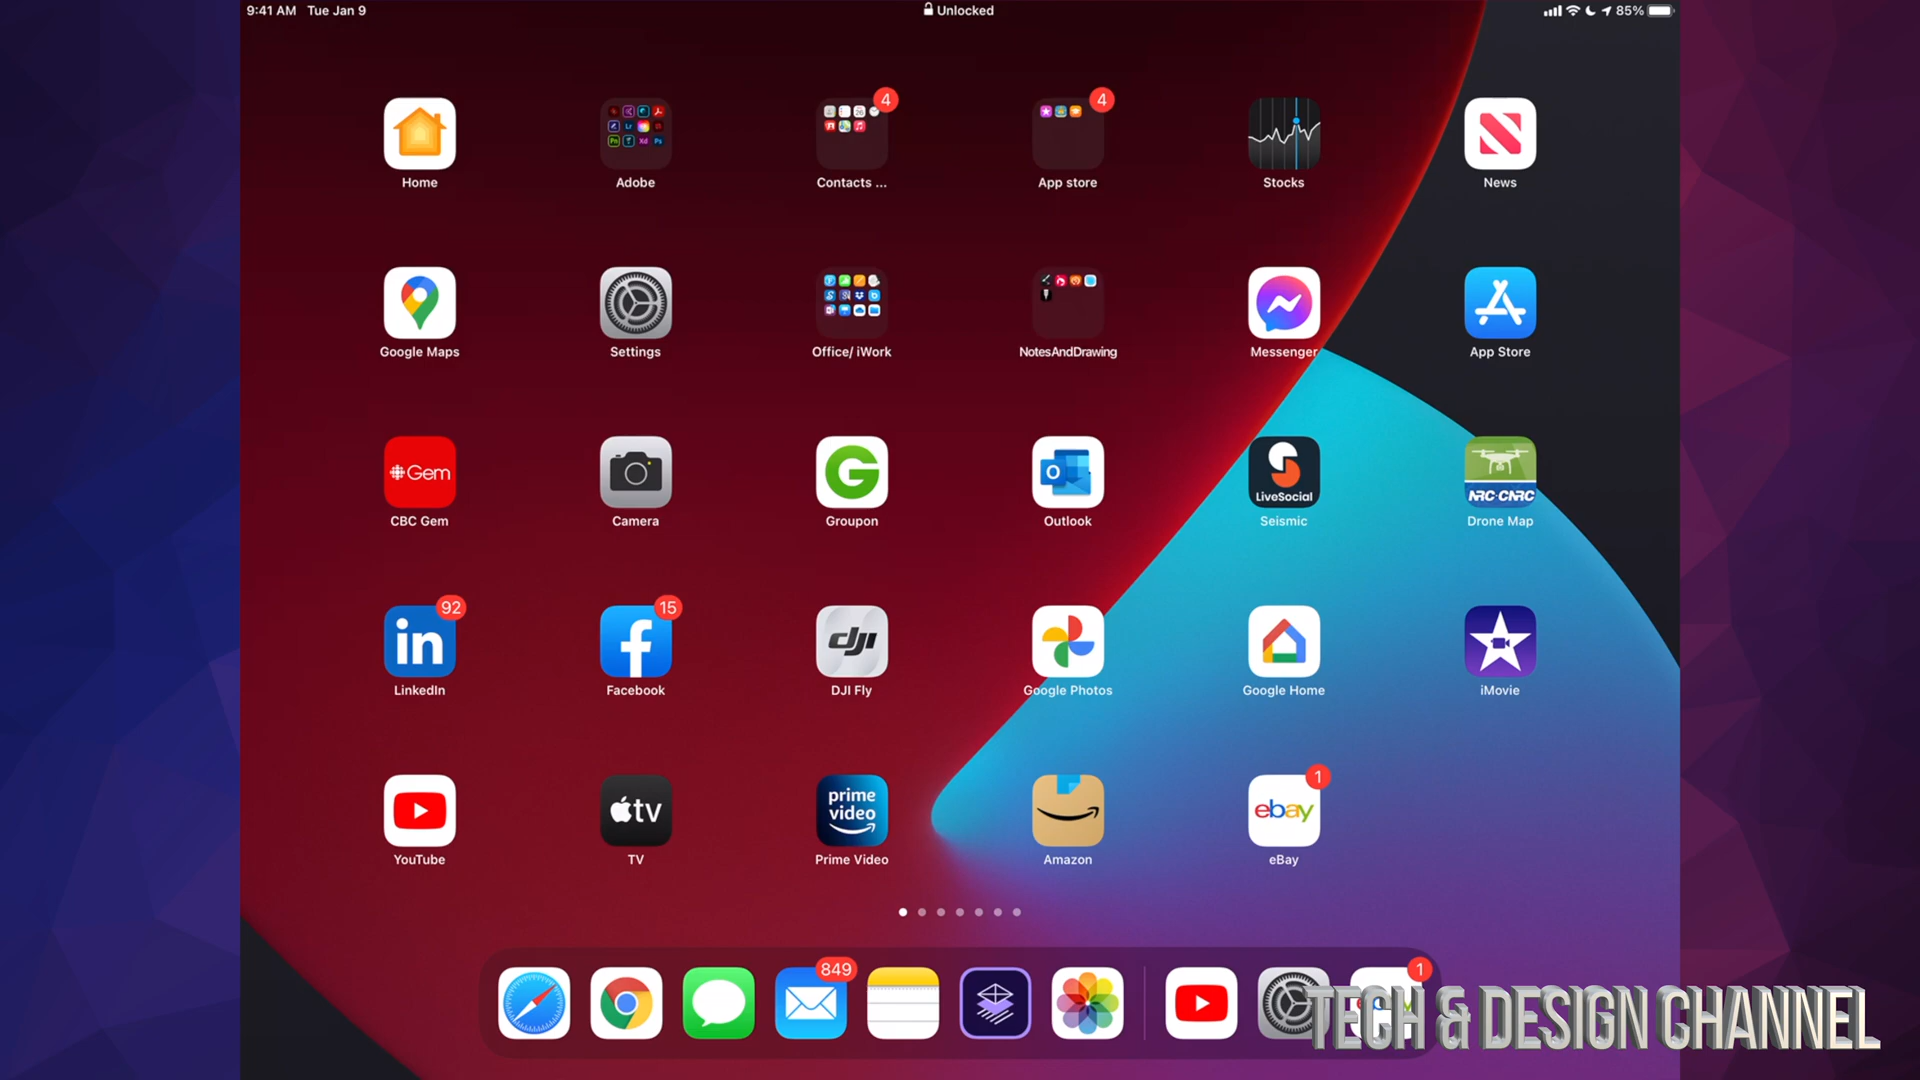 9:41 AM Tue Jan 9
Unlocked
85%
4
4
Home
Adobe
Contacts ...
App store
Stocks
News
Google Maps
Settings
Office/ iWork
NotesAndDrawing
Messenger
App Store
Gem
LiveSocial
NRC·CNRC
CBC Gem
Camera
Groupon
Outlook
Seismic
Drone Map
92
15
in
f
dji
LinkedIn
Facebook
DJI Fly
Google Photos
Google Home
iMovie
1
tv
prime
video
ebay
YouTube
TV
Prime Video
Amazon
eBay
849
1
TECH & DESIGN CHANNEL